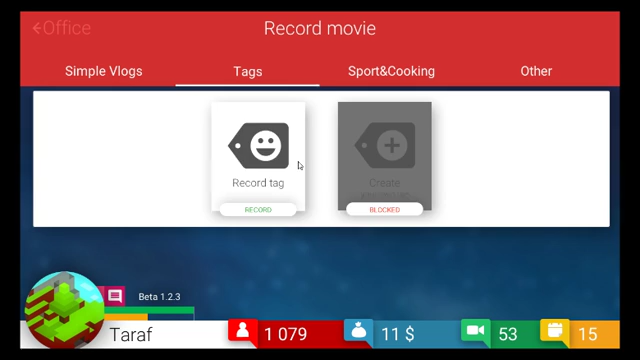 Office
Record movie
Simple Vlogs
Tags
Sport&Cooking
Other
Record tag
RECORD
Create
BLOCKED
Beta 1.2.3
Taraf
1 079
11 $
53
15